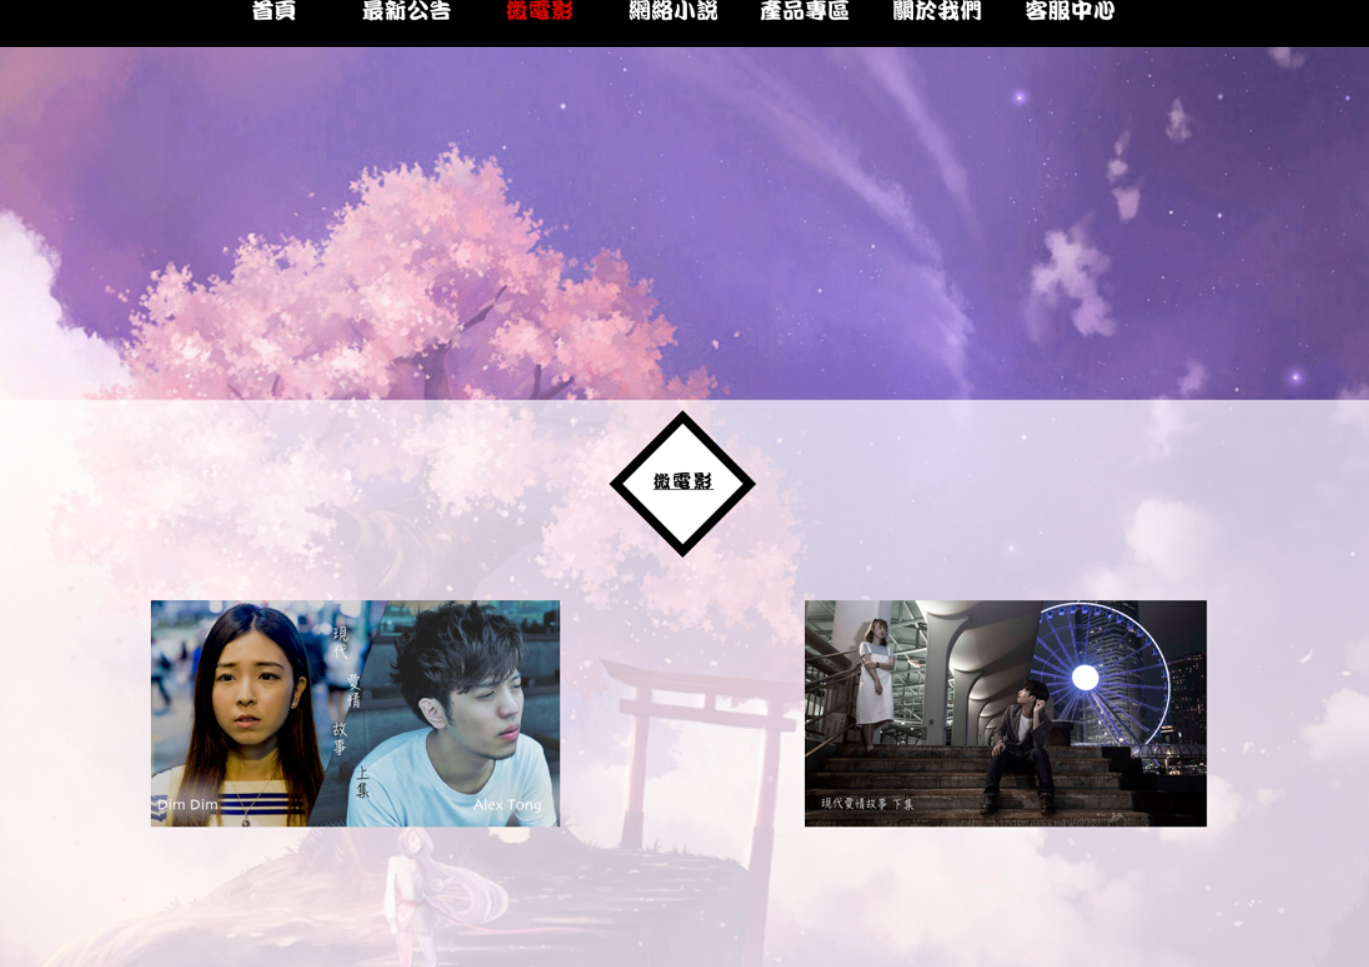 首頁 最新公告 微電影 網絡小説 產品專區 關於我們 客服中心
微電影
現代 愛情 故事 上集
Dim Dim
Alex Tong
現代愛情故事 下集